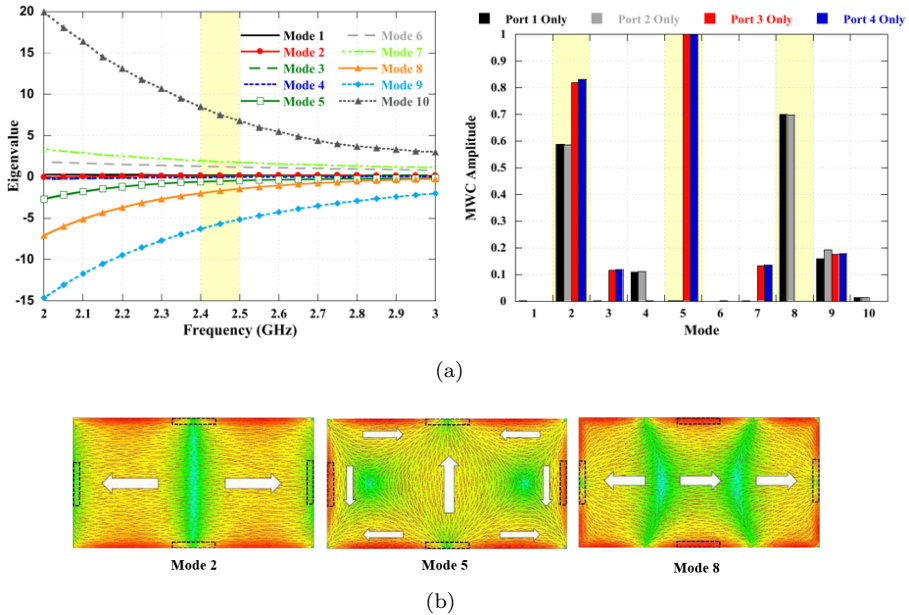 Port 1 Only Port 2 Only Port 3 Only Port 4 Only
Eigenvalue
20
15
10
5
0
-5
-10
-15
Mode 1 Mode 6
Mode 2 Mode 7
Mode 3 Mode 8
Mode 4 Mode 9
Mode 5 Mode 10
2 2.1 2.2 2.3 2.4 2.5 2.6 2.7 2.8 2.9 3
Frequency (GHz)
MWC Amplitude
1
0.9
0.8
0.7
0.6
0.5
0.4
0.3
0.2
0.1
0
1 2 3 4 5 6 7 8 9 10
Mode
(a)
Mode 2 Mode 5 Mode 8
(b)